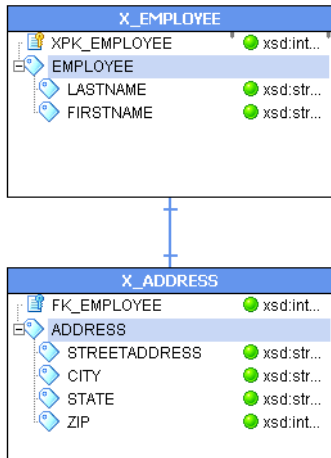 X_EMPLOYEE
XPK_EMPLOYEE xsd:int...
EMPLOYEE
LASTNAME xsd:str...
FIRSTNAME xsd:str...
X_ADDRESS
FK_EMPLOYEE xsd:int...
ADDRESS
STREETADDRESS xsd:str...
CITY xsd:str...
STATE xsd:str...
ZIP xsd:int...